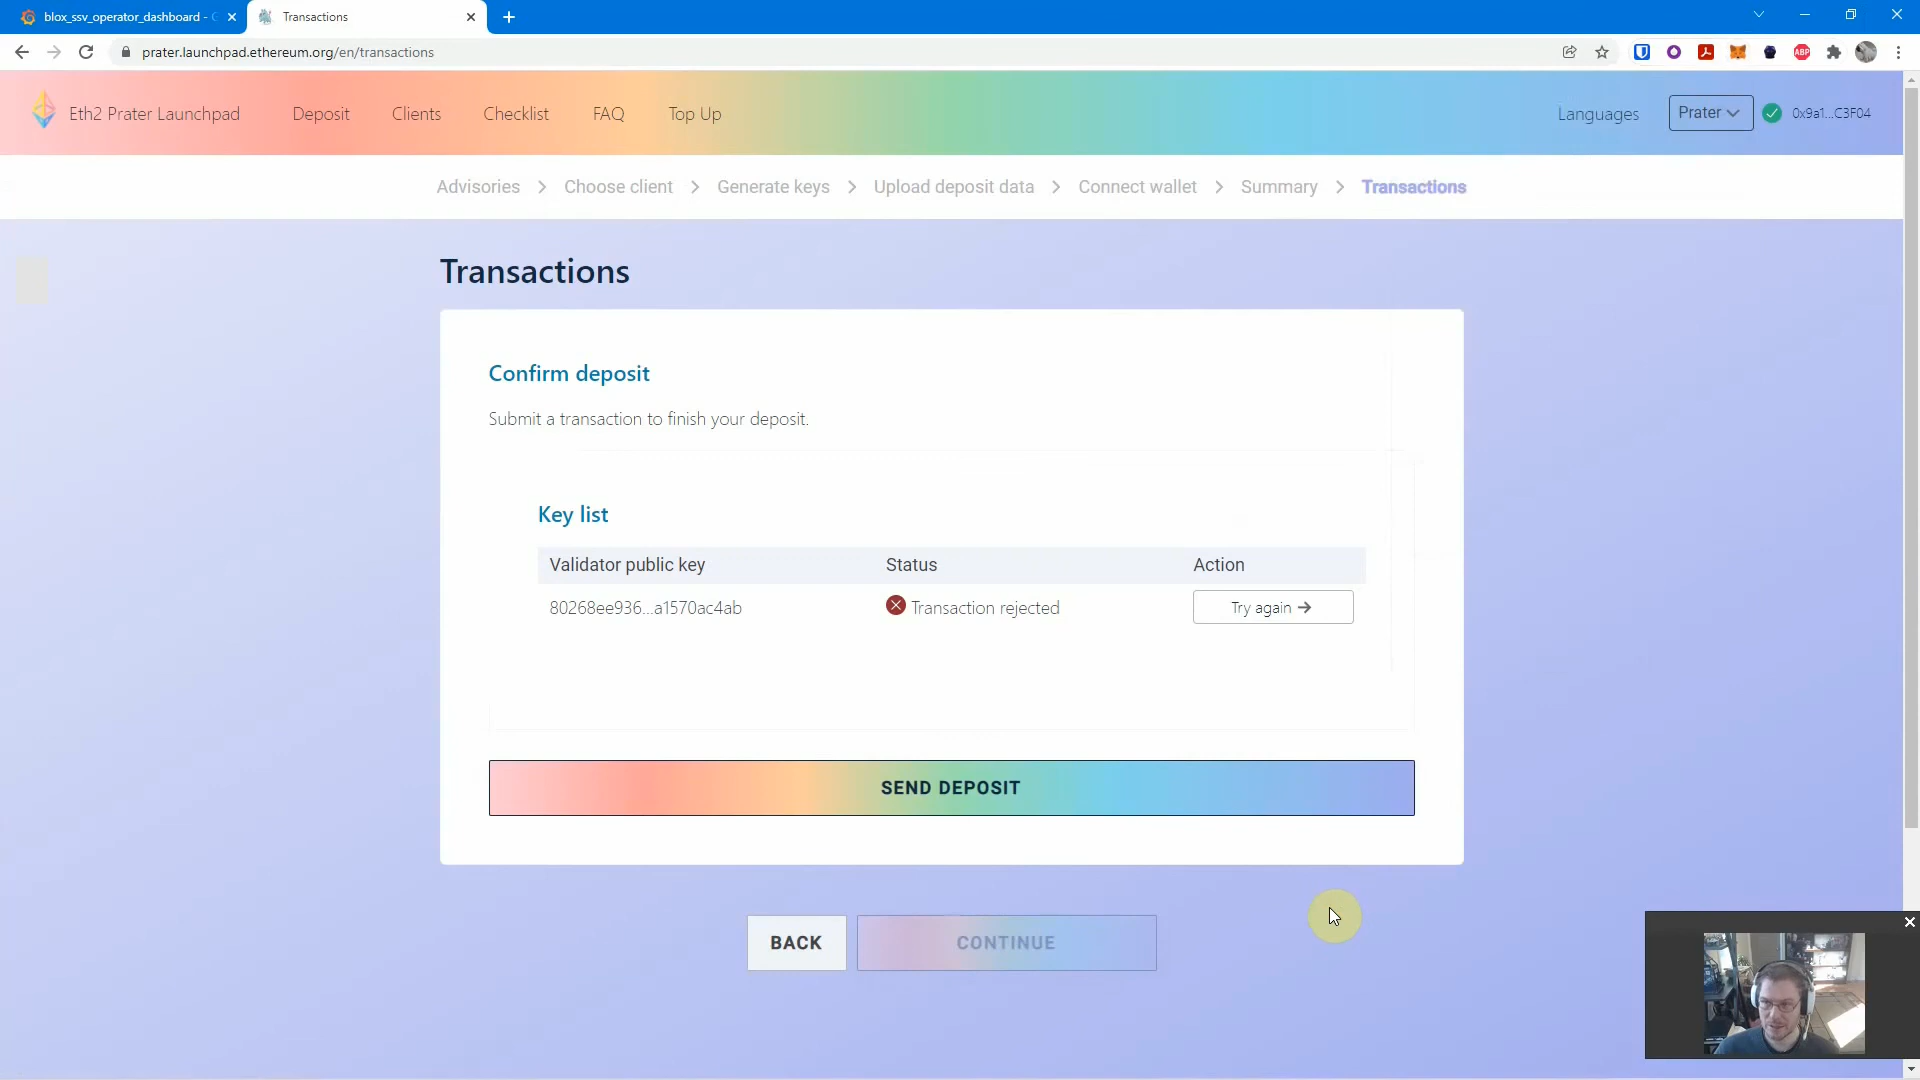 blox_ssv_operator_dashboard - G
Transactions
prater.launchpad.ethereum.org/en/transactions
ABP
Eth2 Prater Launchpad
Deposit
Clients
Checklist
FAQ
Top Up
Languages
Prater
0x9a1...C3F04
Advisories
Choose client
Generate keys
Upload deposit data
Connect wallet
Summary
Transactions
Transactions
Confirm deposit
Submit a transaction to finish your deposit.
Key list
Validator public key
Status
Action
80268ee936...a1570ac4ab
Transaction rejected
Try again
SEND DEPOSIT
BACK
CONTINUE